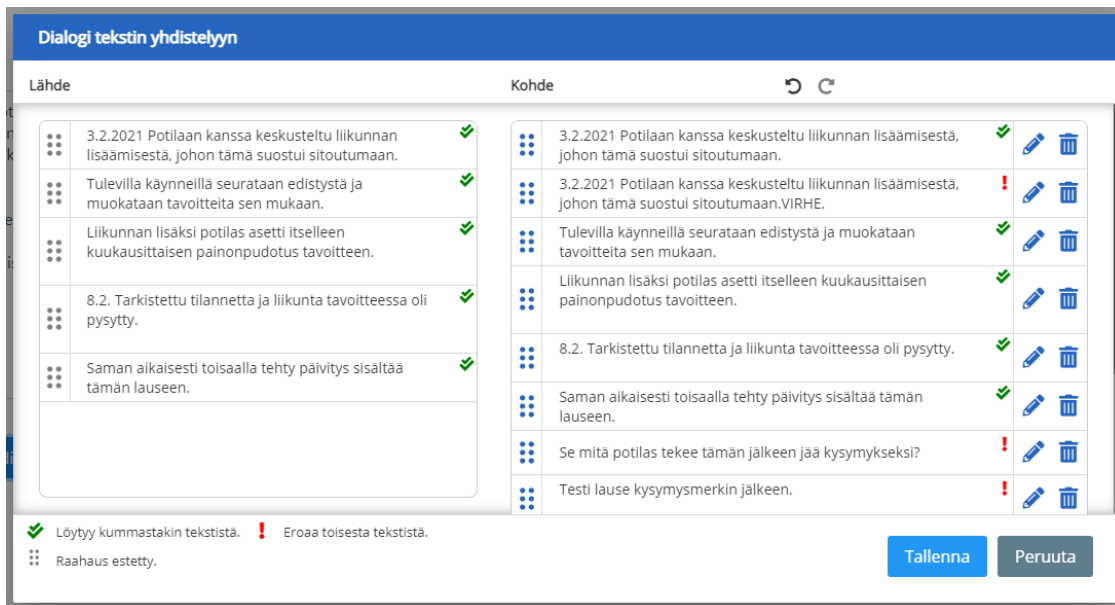 Dialogi tekstin yhdistelyyn
Lähde
3.2.2021 Potilaan kanssa keskusteltu liikunnan
lisäämisestä, johon tämä suostui sitoutumaan.
Tulevilla käynneillä seurataan edistystä ja
muokataan tavoitteita sen mukaan.
Liikunnan lisäksi potilas asetti itselleen
kuukausittaisen painonpudotus tavoitteen.
8.2. Tarkistettu tilannetta ja liikunta tavoitteessa oli
pysytty.
Saman aikaisesti toisaalla tehty päivitys sisältää
tämän lauseen.
Kohde
3.2.2021 Potilaan kanssa keskusteltu liikunnan lisäämisestä,
johon tämä suostui sitoutumaan.
3.2.2021 Potilaan kanssa keskusteltu liikunnan lisäämisestä,
johon tämä suostui sitoutumaan.VIRHE.
Tulevilla käynneillä seurataan edistystä ja muokataan
tavoitteita sen mukaan.
Liikunnan lisäksi potilas asetti itselleen kuukausittaisen
painonpudotus tavoitteen.
8.2. Tarkistettu tilannetta ja liikunta tavoitteessa oli pysytty.
Saman aikaisesti toisaalla tehty päivitys sisältää tämän
lauseen.
Se mitä potilas tekee tämän jälkeen jää kysymykseksi?
Testi lause kysymysmerkin jälkeen.
Löytyy kummastakin tekstistä.
Eroaa toisesta tekstistä.
Raahaus estetty.
Tallenna
Peruuta